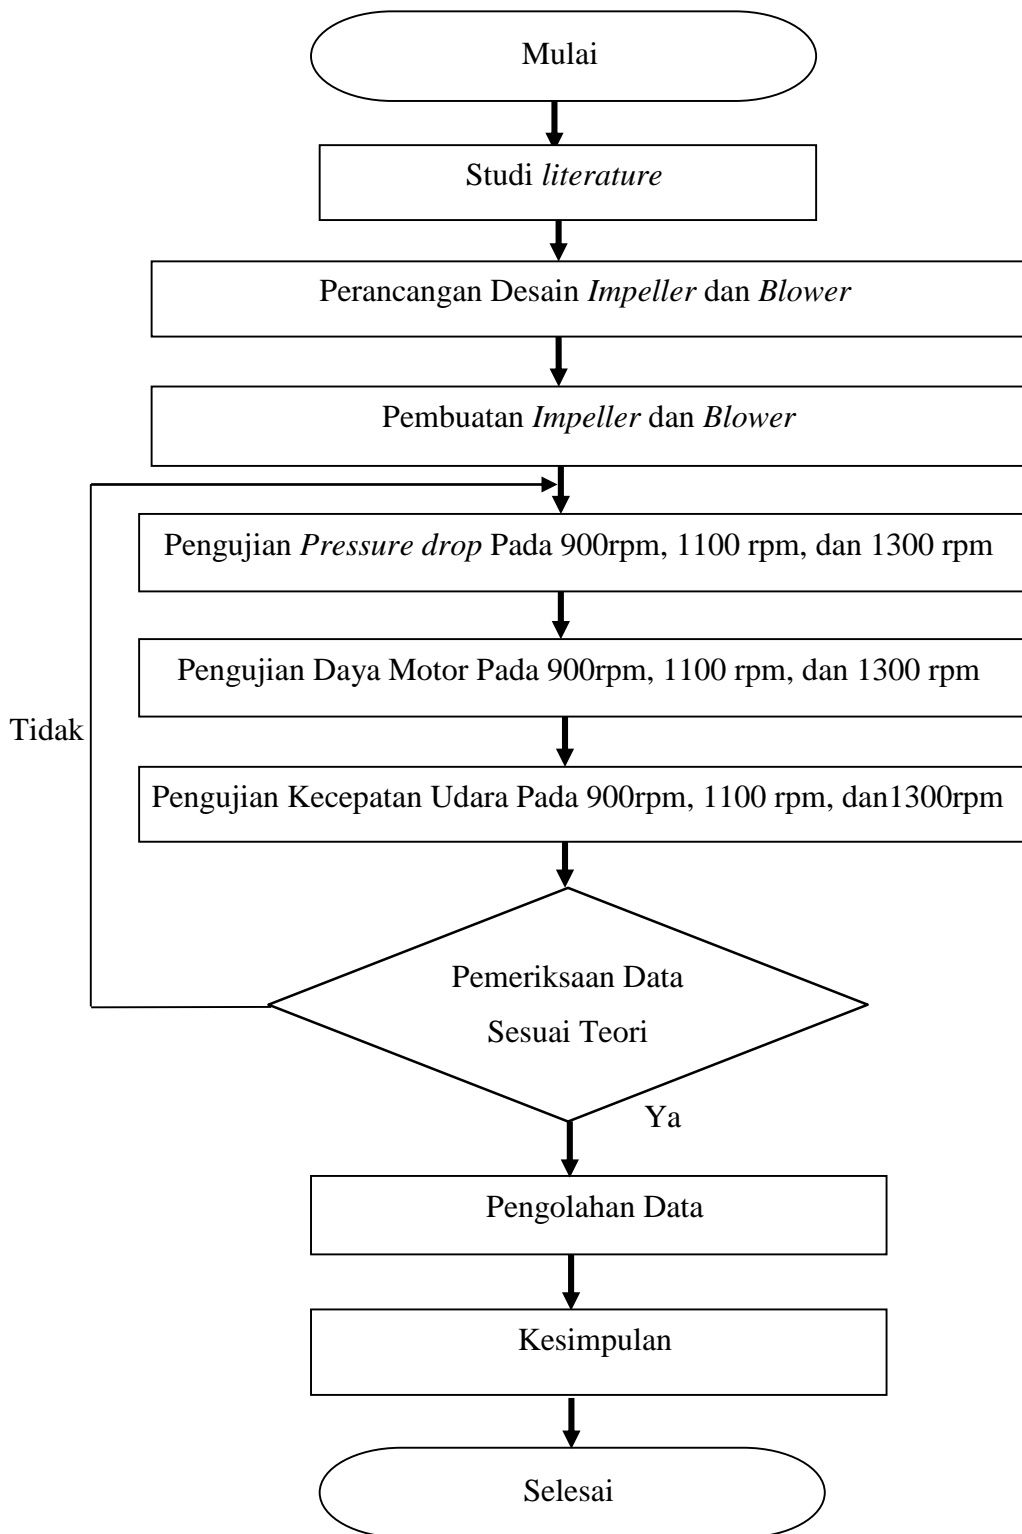 Mulai
Studi literature
Perancangan Desain Impeller dan Blower
Pembuatan Impeller dan Blower
Pengujian Pressure drop Pada 900rpm, 1100 rpm, dan 1300 rpm
Pengujian Daya Motor Pada 900rpm, 1100 rpm, dan 1300 rpm
Tidak
Pengujian Kecepatan Udara Pada 900rpm, 1100 rpm, dan1300rpm
Pemeriksaan Data
Sesuai Teori
Ya
Pengolahan Data
Kesimpulan
Selesai